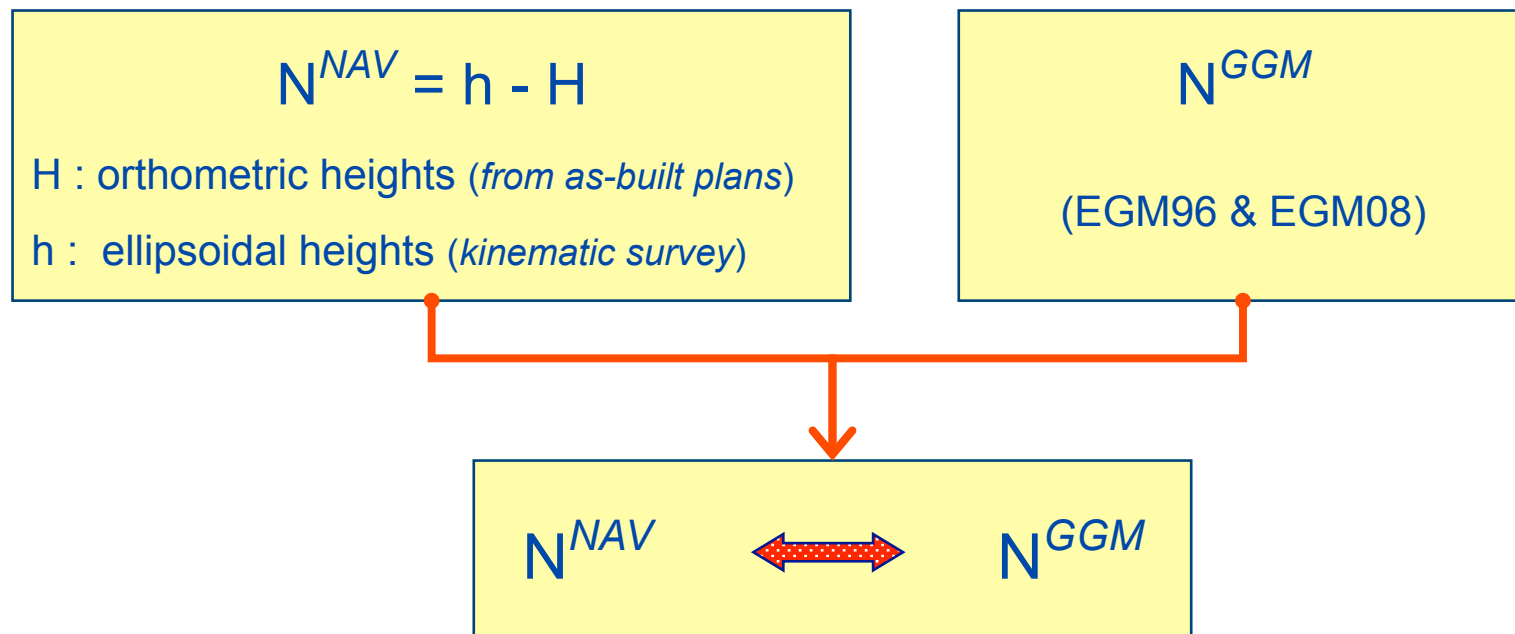 N^NAV = h - H
H : orthometric heights (from as-built plans)
h : ellipsoidal heights (kinematic survey)
N^GGM
(EGM96 & EGM08)
N^NAV N^GGM